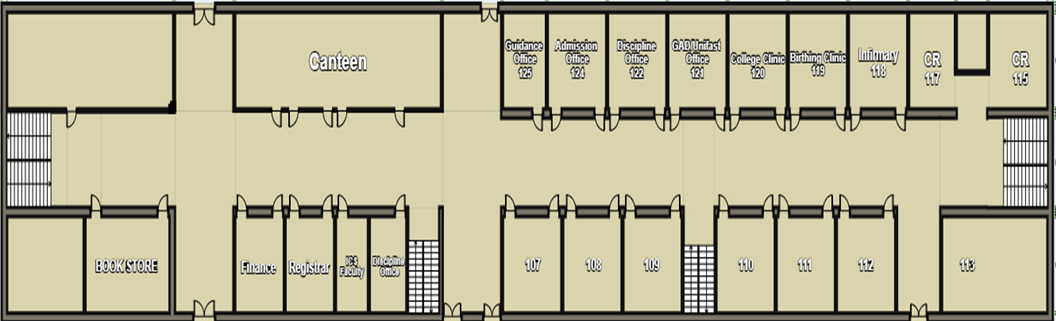 Canteen
Guidance
Office
125
Admission
Office
124
Discipline
Office
122
GAD/Unifast
Office
121
College Clinic
120
Birthing Clinic
119
Infirmary
118
CR
117
CR
115
BOOK STORE
Finance
Registrar
ICS
Faculty
Discipline
Office
107
108
109
110
111
112
113